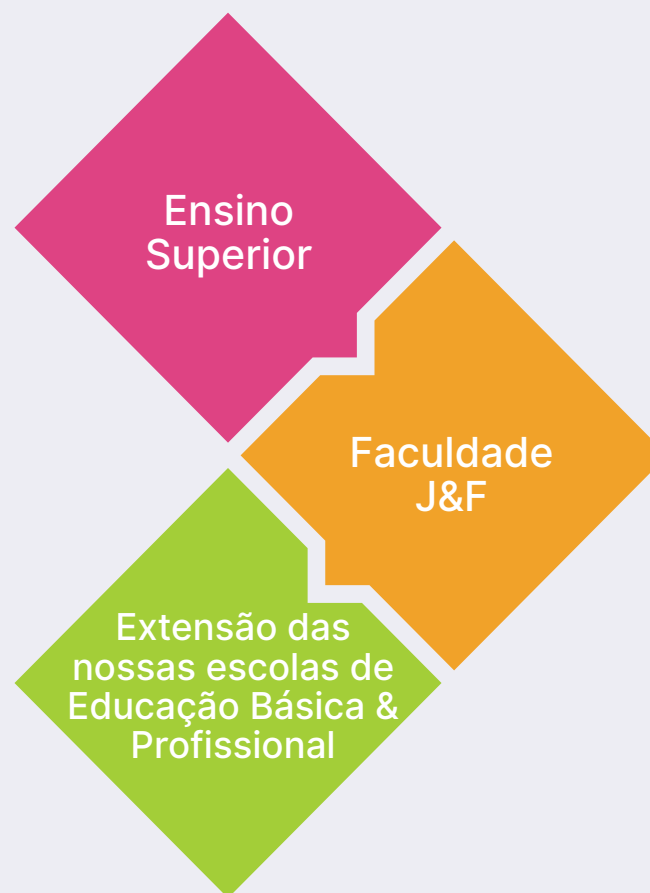 Ensino
Superior
Faculdade
J&F
Extensão das
nossas escolas de
Educação Básica &
Profissional